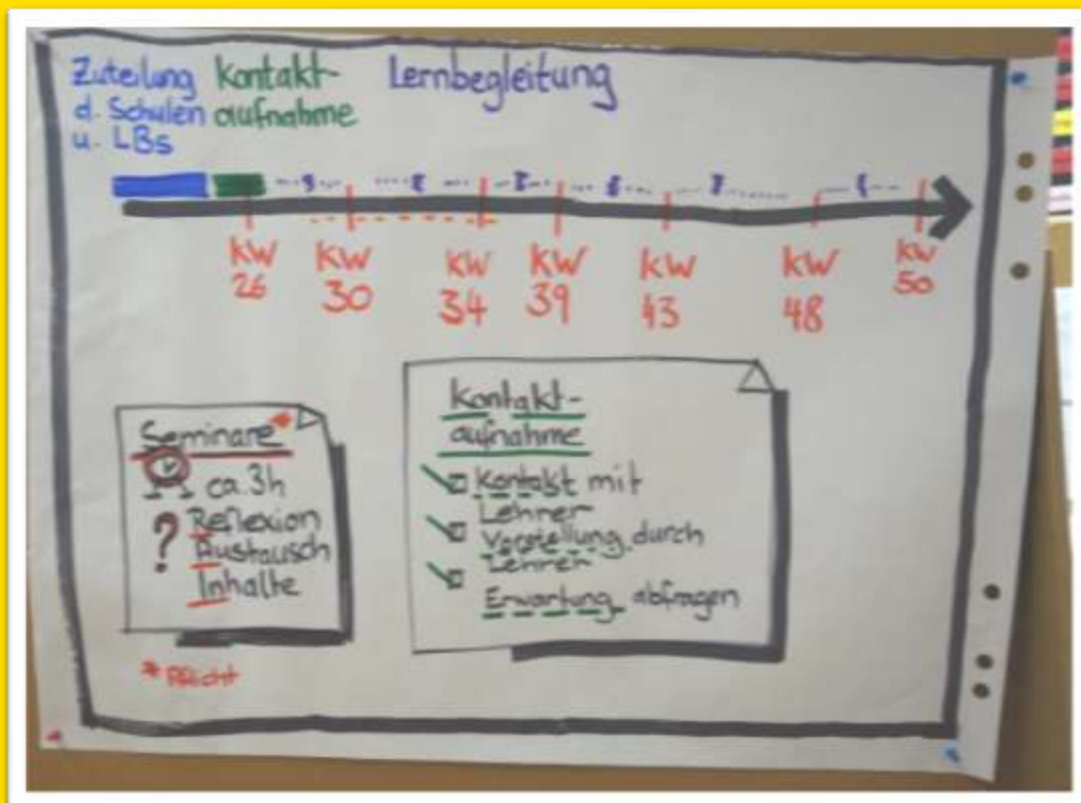 Zuteilung
d. Schulen
u. LBs
Kontakt-
aufnahme
Lernbegleitung
KW
26
KW
30
KW
34
KW
39
KW
43
KW
48
KW
50
Seminare *
ca. 3h
? Reflexion
Austausch
Inhalte
* Pflicht
Kontakt-
aufnahme
Kontakt mit
Lehrer
Vorstellung durch
Lehrer
Erwartung abfragen